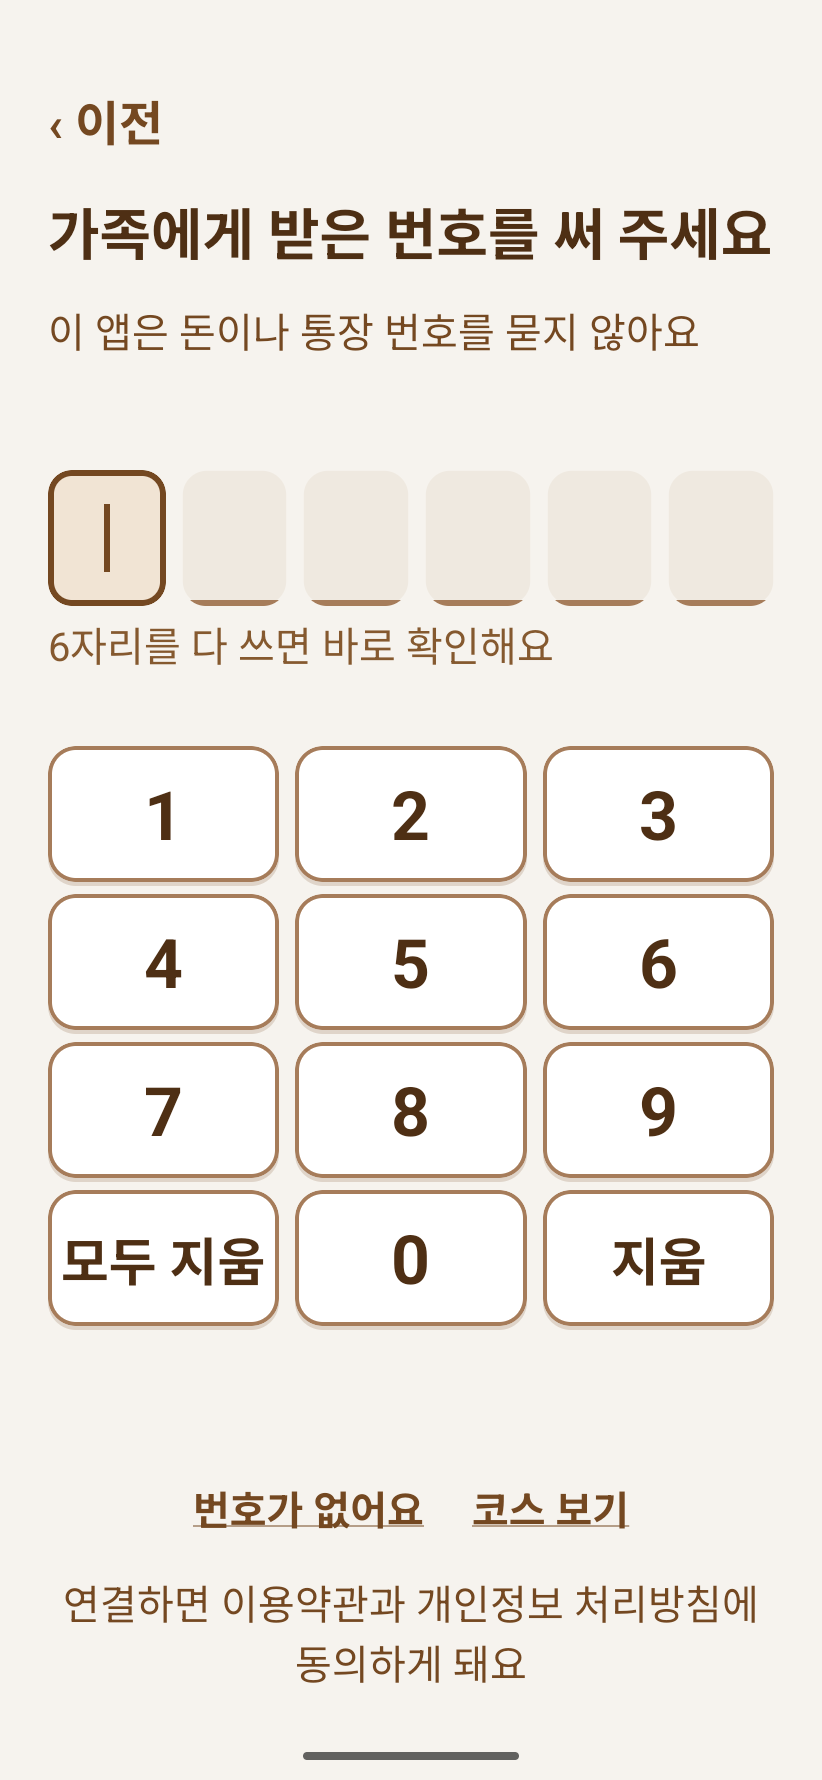 ‹ 이전
가족에게 받은 번호를 써 주세요
이 앱은 돈이나 통장 번호를 묻지 않아요
6자리를 다 쓰면 바로 확인해요
1 2 3
4 5 6
7 8 9
모두 지움 0 지움
번호가 없어요 코스 보기
연결하면 이용약관과 개인정보 처리방침에
동의하게 돼요